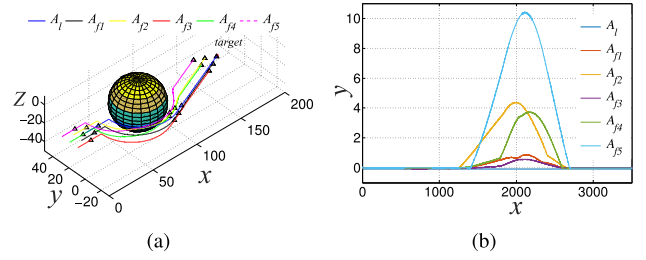 A_l A_f1 A_f2 A_f3 A_f4 A_f5
target
Z
0
−20
−40
y
40
20
0
−20
x
0
50
100
150
200
(a)
y
10
8
6
4
2
0
A_l
A_f1
A_f2
A_f3
A_f4
A_f5
0 1000 2000 3000
x
(b)